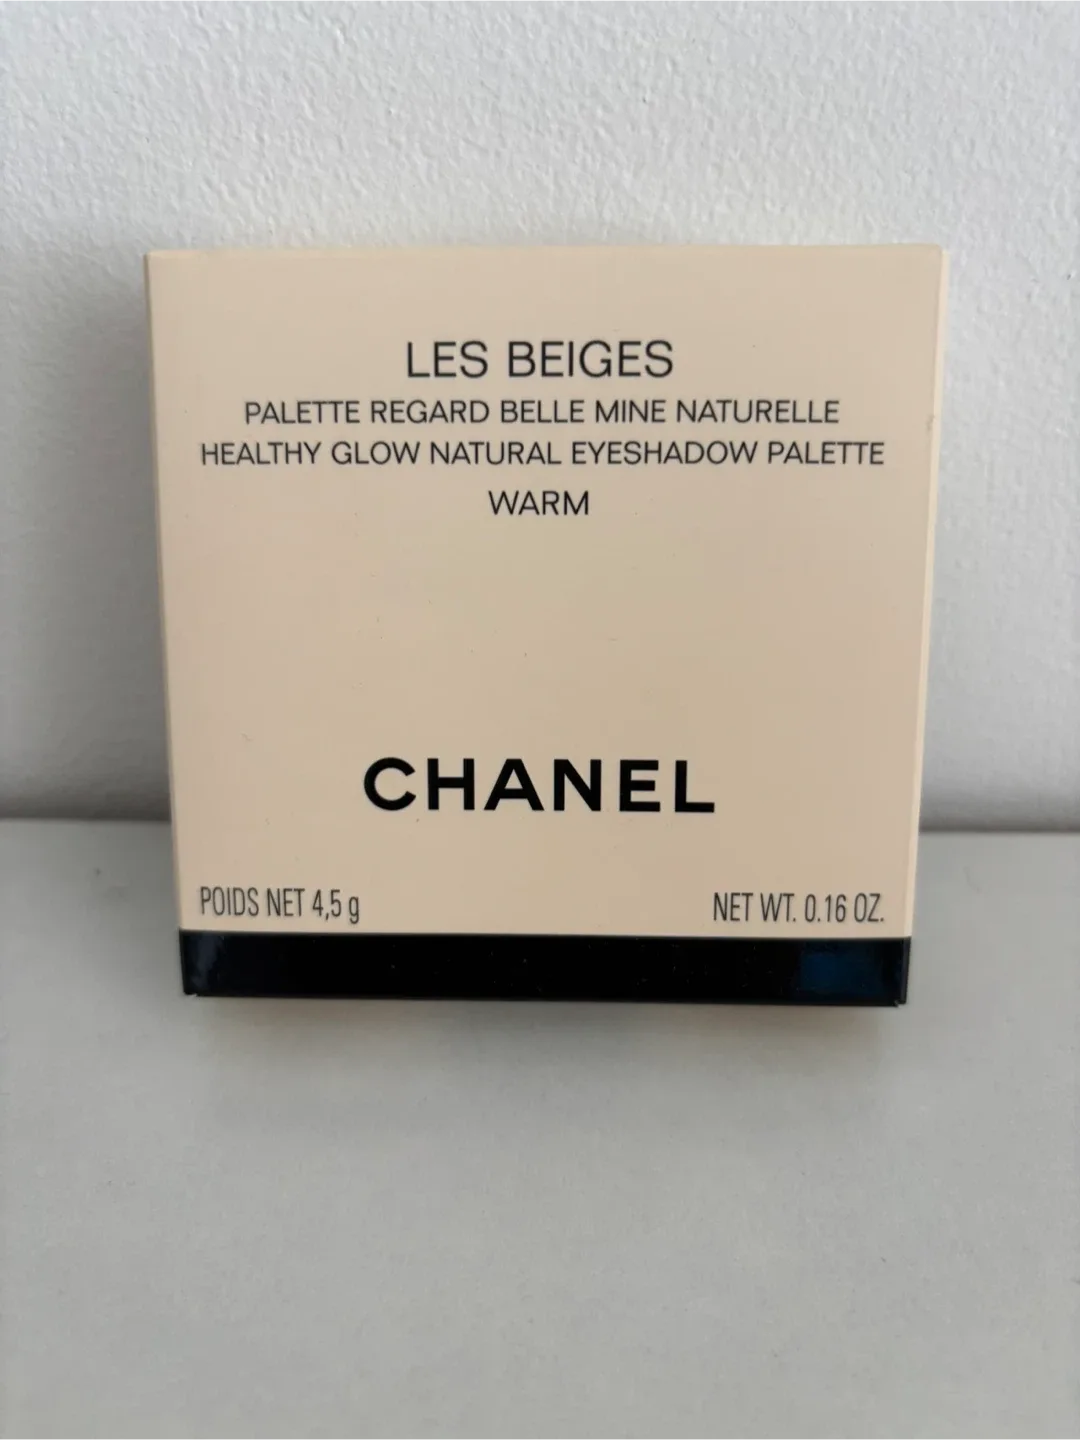 LES BEIGES
PALETTE REGARD BELLE MINE NATURELLE
HEALTHY GLOW NATURAL EYESHADOW PALETTE
WARM
CHANEL
POIDS NET 4,5 g NET WT. 0.16 OZ.